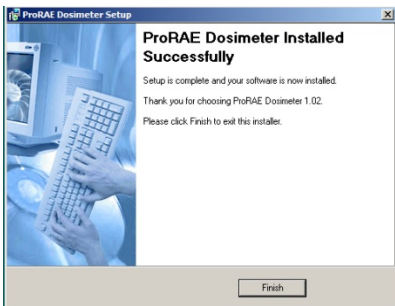 ProRAE Dosimeter Setup
ProRAE Dosimeter Installed
Successfully
Setup is complete and your software is now installed.
Thank you for choosing ProRAE Dosimeter 1.02.
Please click Finish to exit this installer.
Finish